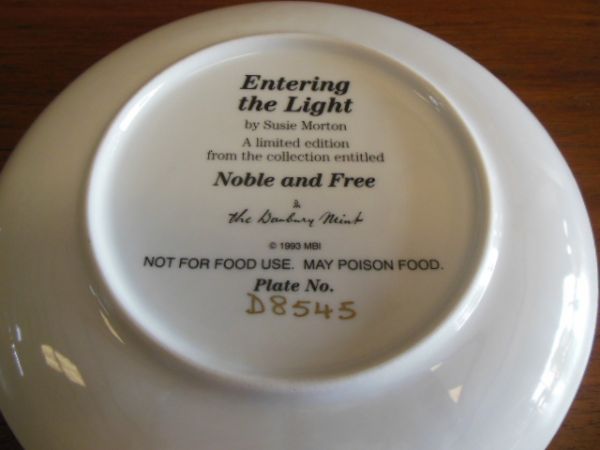 Entering
the Light
by Susie Morton
A limited edition
from the collection entitled
Noble and Free
the Danbury Mint
© 1993 MBI
NOT FOR FOOD USE. MAY POISON FOOD.
Plate No.
D8545